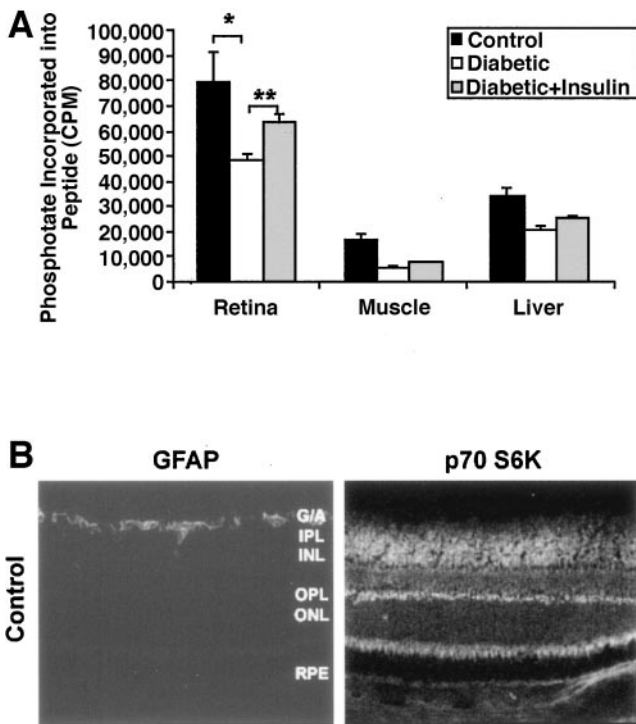 A
Phosphotate Incorporated into
Peptide (CPM)
100,000
90,000
80,000
70,000
60,000
50,000
40,000
30,000
20,000
10,000
0
*
**
Control
Diabetic
Diabetic+Insulin
Retina Muscle Liver
B
GFAP p70 S6K
Control
G/A
IPL
INL
OPL
ONL
RPE